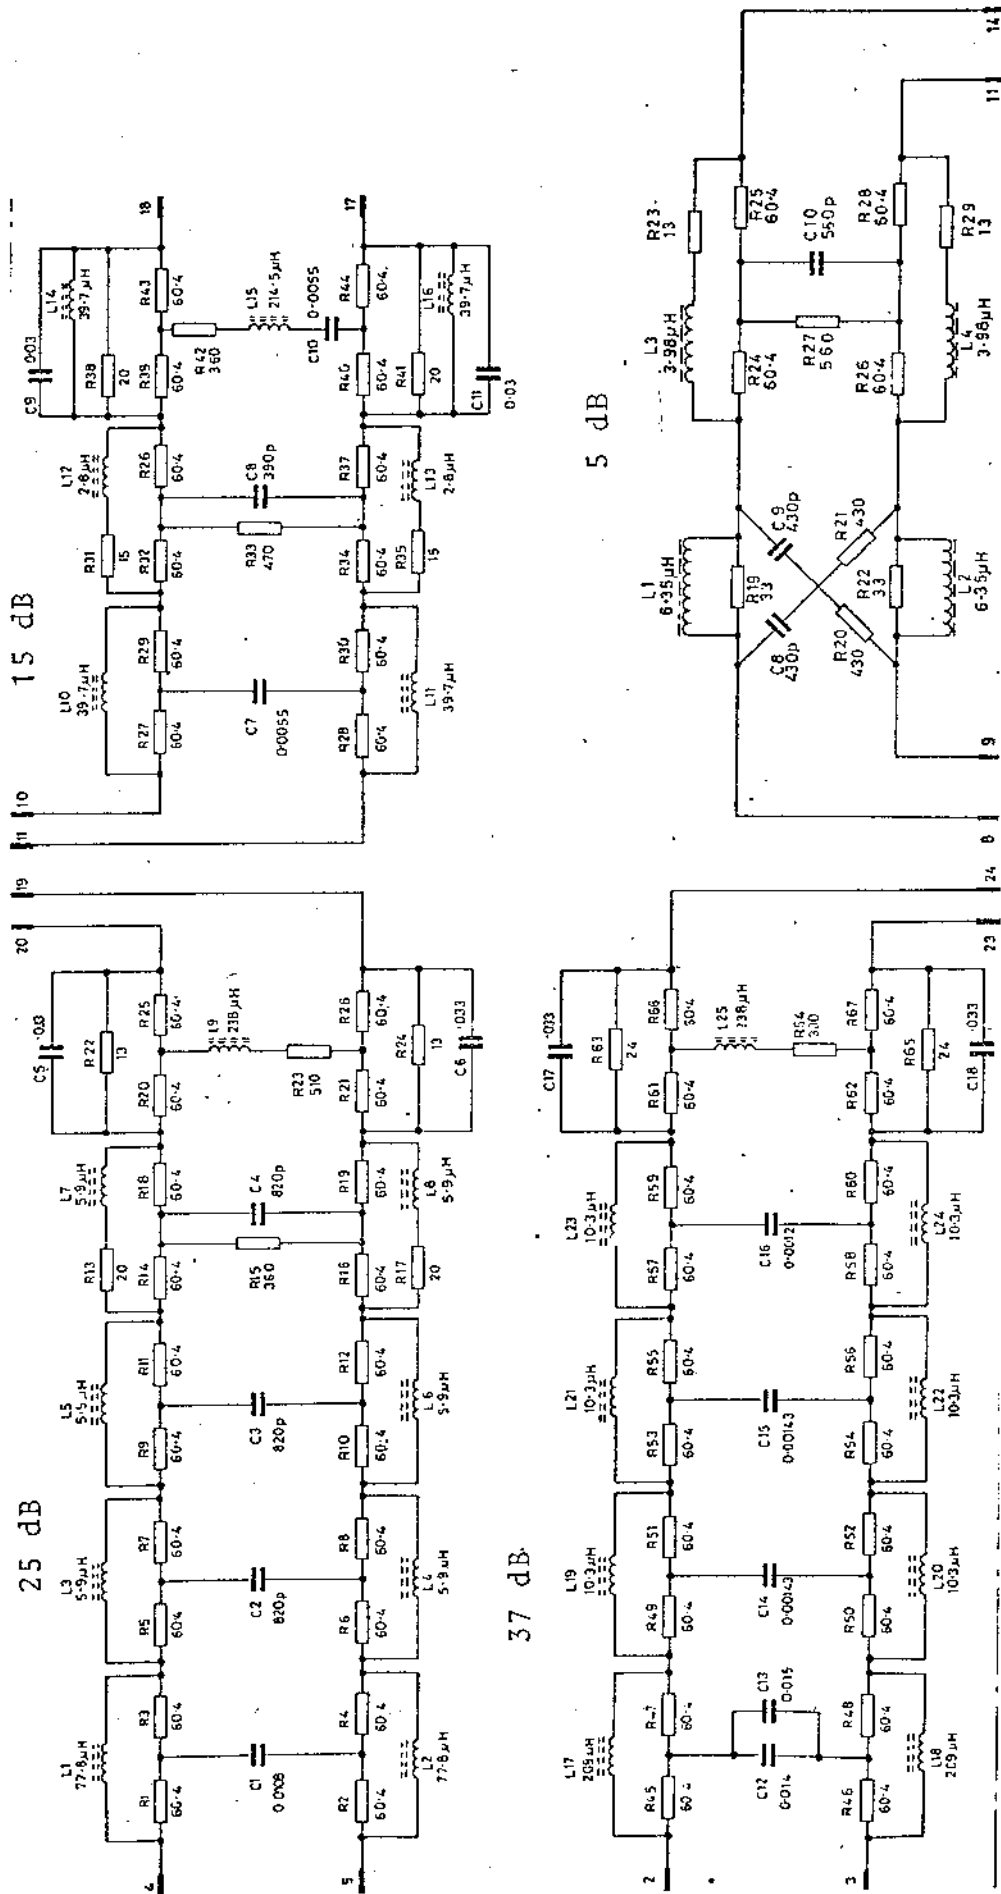 25 dB
L1
77·8μH
R1
60·4
R3
60·4
C1
0·0108
R2
60·4
R4
60·4
L2
77·8μH
4
5
L3
5·9μH
R5
60·4
R7
60·4
C2
820p
R6
60·4
R8
60·4
L4
5·9μH
L5
5·9μH
R9
60·4
R11
60·4
C3
820p
R10
60·4
R12
60·4
L6
5·9μH
L7
5·9μH
R13
20
R14
60·4
R18
60·4
R15
360
C4
820p
R16
60·4
R19
60·4
R17
20
L8
5·9μH
C5
·033
R22
13
R20
60·4
R25
60·4
L9
238μH
R23
510
R21
60·4
R26
60·4
R24
13
C6
·033
20
19
15 dB
11
10
L10
39·7μH
R27
60·4
R29
60·4
C7
0·0055
R28
60·4
R30
60·4
L11
39·7μH
R31
15
L12
2·8μH
R32
60·4
R26
60·4
R33
470
C8
390p
R34
60·4
R37
60·4
R35
15
L13
2·8μH
C9
0·03
L14
39·7μH
R38
20
R39
60·4
R43
60·4
R42
360
L15
214·5μH
C10
0·0055
R40
60·4
R44
60·4
R41
20
L16
39·7μH
C11
0·03
18
17
37 dB
2
3
L17
209μH
R45
60·4
R47
60·4
C12
0·014
C13
0·015
R46
60·4
R48
60·4
L18
209μH
L19
10·3μH
R49
60·4
R51
60·4
C14
0·00143
R50
60·4
R52
60·4
L20
10·3μH
L21
10·3μH
R53
60·4
R55
60·4
C15
0·00143
R54
60·4
R56
60·4
L22
10·3μH
L23
10·3μH
R57
60·4
R59
60·4
C16
0·0012
R58
60·4
R60
60·4
L24
10·3μH
C17
·033
R63
24
R61
60·4
R66
60·4
L25
238μH
R64
300
R62
60·4
R67
60·4
R65
24
C18
·033
23
24
5 dB
8
9
L1
6·35μH
R19
33
C8
430p
C9
430p
R20
430
R21
430
R22
33
L2
6·35μH
L3
3·98μH
R23
13
R24
60·4
R25
60·4
R27
560
C10
560p
R26
60·4
R28
60·4
L4
3·98μH
R29
13
14
11